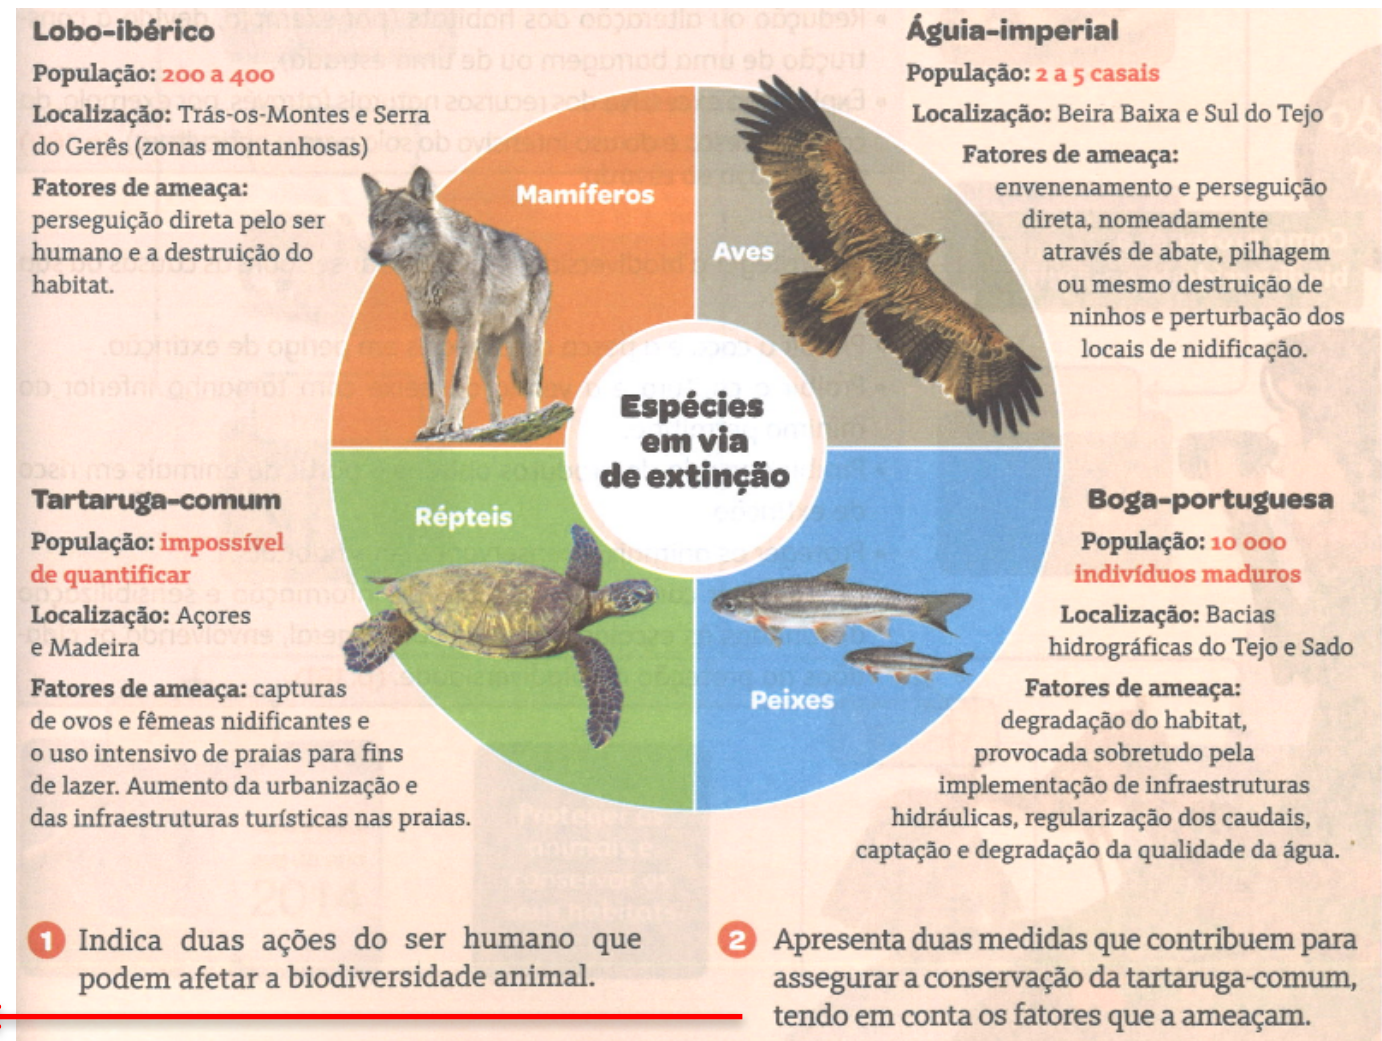 Lobo-ibérico
População: 200 a 400
Localização: Trás-os-Montes e Serra
do Gerês (zonas montanhosas)
Fatores de ameaça:
perseguição direta pelo ser
humano e a destruição do
habitat.
Mamíferos
Águia-imperial
População: 2 a 5 casais
Localização: Beira Baixa e Sul do Tejo
Fatores de ameaça:
envenenamento e perseguição
direta, nomeadamente
através de abate, pilhagem
ou mesmo destruição de
ninhos e perturbação dos
locais de nidificação.
Aves
Espécies
em via
de extinção
Tartaruga-comum
População: impossível
de quantificar
Localização: Açores
e Madeira
Fatores de ameaça: capturas
de ovos e fêmeas nidificantes e
o uso intensivo de praias para fins
de lazer. Aumento da urbanização e
das infraestruturas turísticas nas praias.
Répteis
Boga-portuguesa
População: 10 000
indivíduos maduros
Localização: Bacias
hidrográficas do Tejo e Sado
Fatores de ameaça:
degradação do habitat,
provocada sobretudo pela
implementação de infraestruturas
hidráulicas, regularização dos caudais,
captação e degradação da qualidade da água.
Peixes
1 Indica duas ações do ser humano que
podem afetar a biodiversidade animal.
2 Apresenta duas medidas que contribuem para
assegurar a conservação da tartaruga-comum,
tendo em conta os fatores que a ameaçam.